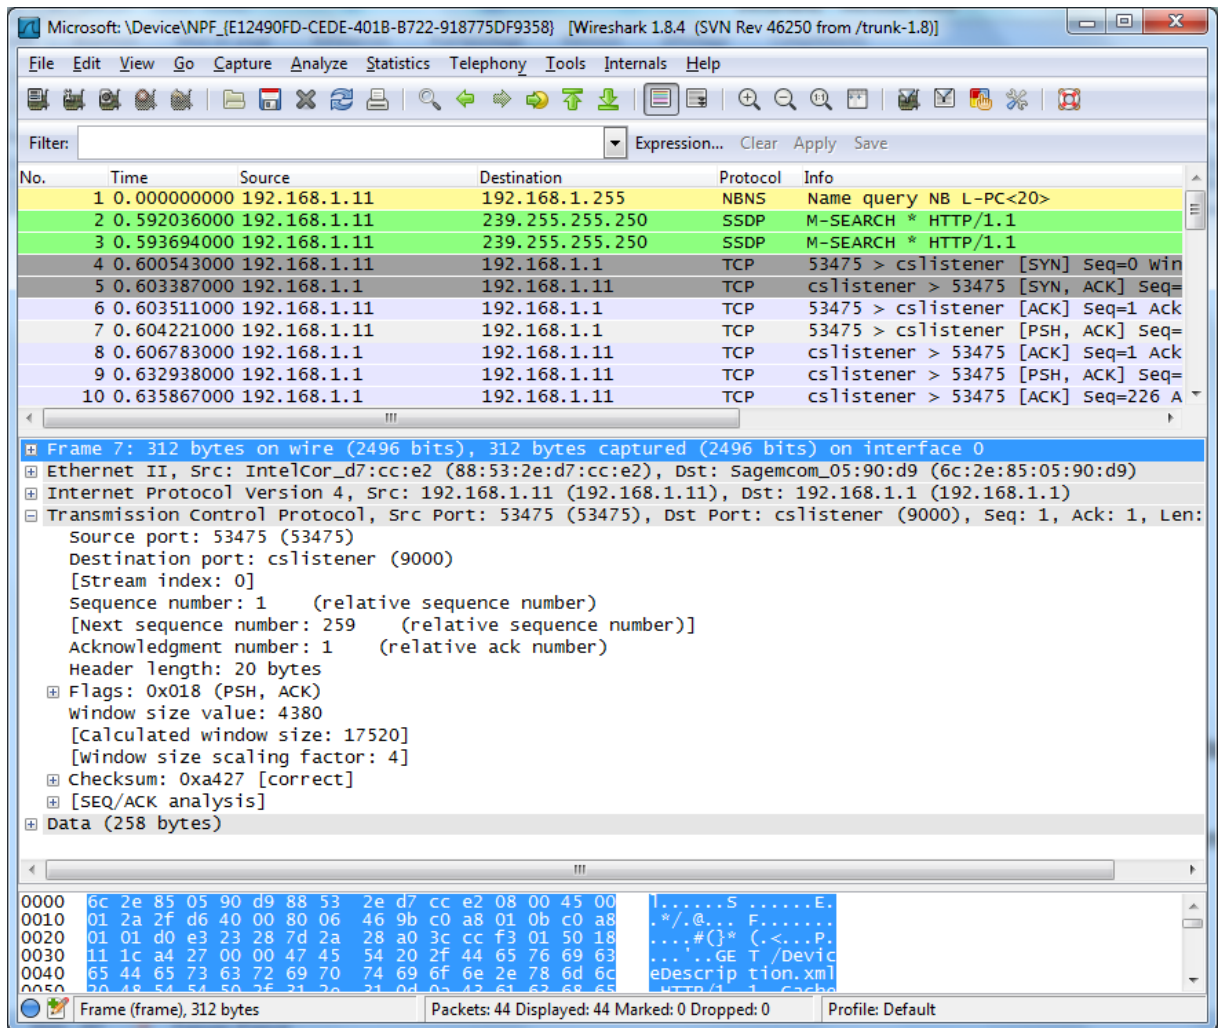 Microsoft: \Device\NPF_{E12490FD-CEDE-401B-B722-918775DF9358} [Wireshark 1.8.4 (SVN Rev 46250 from /trunk-1.8)]
File Edit View Go Capture Analyze Statistics Telephony Tools Internals Help
Filter: Expression... Clear Apply Save
No. Time Source Destination Protocol Info
1 0.000000000 192.168.1.11 192.168.1.255 NBNS Name query NB L-PC<20>
2 0.592036000 192.168.1.11 239.255.255.250 SSDP M-SEARCH * HTTP/1.1
3 0.593694000 192.168.1.11 239.255.255.250 SSDP M-SEARCH * HTTP/1.1
4 0.600543000 192.168.1.11 192.168.1.1 TCP 53475 > cslistener [SYN] Seq=0 Win
5 0.603387000 192.168.1.1 192.168.1.11 TCP cslistener > 53475 [SYN, ACK] Seq=
6 0.603511000 192.168.1.11 192.168.1.1 TCP 53475 > cslistener [ACK] Seq=1 Ack
7 0.604221000 192.168.1.11 192.168.1.1 TCP 53475 > cslistener [PSH, ACK] Seq=
8 0.606783000 192.168.1.1 192.168.1.11 TCP cslistener > 53475 [ACK] Seq=1 Ack
9 0.632938000 192.168.1.1 192.168.1.11 TCP cslistener > 53475 [PSH, ACK] Seq=
10 0.635867000 192.168.1.1 192.168.1.11 TCP cslistener > 53475 [ACK] Seq=226 A
Frame 7: 312 bytes on wire (2496 bits), 312 bytes captured (2496 bits) on interface 0
Ethernet II, Src: IntelCor_d7:cc:e2 (88:53:2e:d7:cc:e2), Dst: Sagemcom_05:90:d9 (6c:2e:85:05:90:d9)
Internet Protocol Version 4, Src: 192.168.1.11 (192.168.1.11), Dst: 192.168.1.1 (192.168.1.1)
Transmission Control Protocol, Src Port: 53475 (53475), Dst Port: cslistener (9000), Seq: 1, Ack: 1, Len:
Source port: 53475 (53475)
Destination port: cslistener (9000)
[Stream index: 0]
Sequence number: 1 (relative sequence number)
[Next sequence number: 259 (relative sequence number)]
Acknowledgment number: 1 (relative ack number)
Header length: 20 bytes
Flags: 0x018 (PSH, ACK)
Window size value: 4380
[Calculated window size: 17520]
[Window size scaling factor: 4]
Checksum: 0xa427 [correct]
[SEQ/ACK analysis]
Data (258 bytes)
0000 6c 2e 85 05 90 d9 88 53 2e d7 cc e2 08 00 45 00 l......S ......E.
0010 01 2a 2f d6 40 00 80 06 46 9b c0 a8 01 0b c0 a8 .*/.@... F.......
0020 01 01 d0 e3 23 28 7d 2a 28 a0 3c cc f3 01 50 18 ....#(}* (.<...P.
0030 11 1c a4 27 00 00 47 45 54 20 2f 44 65 76 69 63 ...'..GE T /Devic
0040 65 44 65 73 63 72 69 70 74 69 6f 6e 2e 78 6d 6c eDescrip tion.xml
0050 20 48 54 54 50 2f 31 2e 31 0d 0a 43 61 63 68 65 HTTP/1. 1..Cache
Frame (frame), 312 bytes Packets: 44 Displayed: 44 Marked: 0 Dropped: 0 Profile: Default